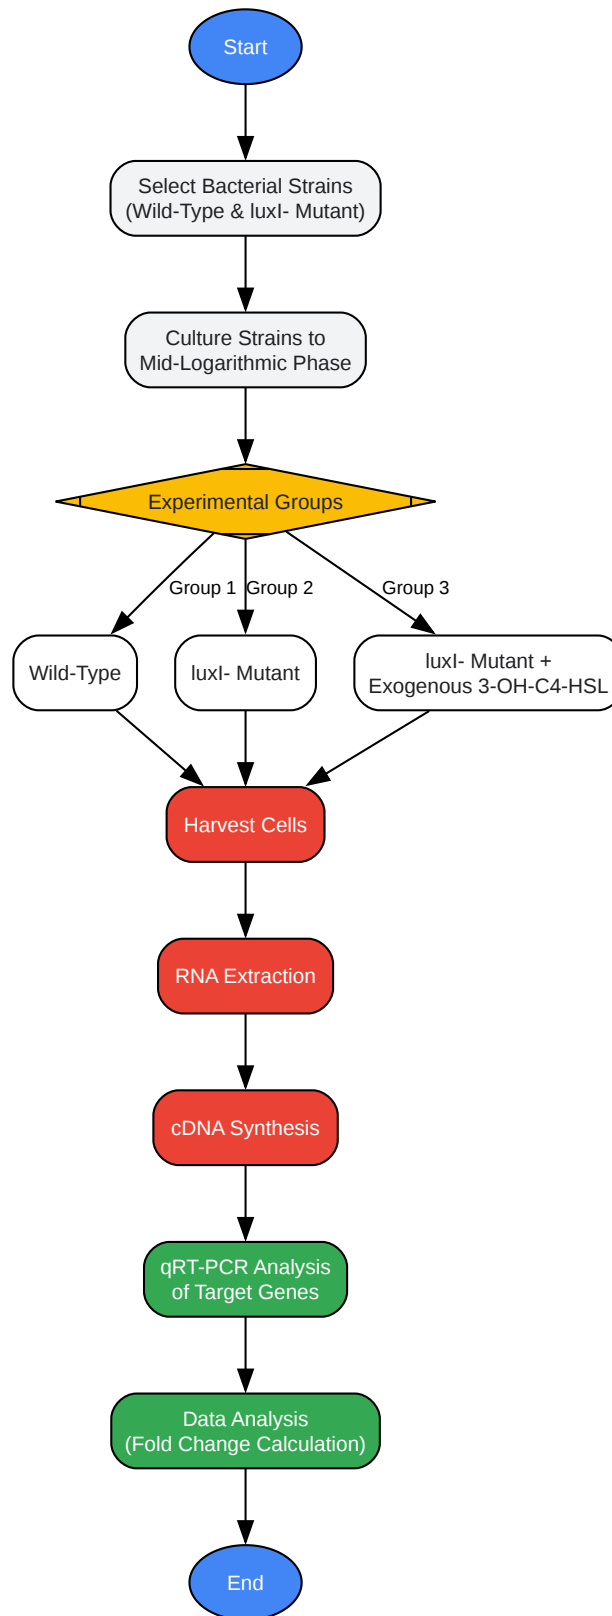 Start
Select Bacterial Strains
(Wild-Type & luxI- Mutant)
Culture Strains to
Mid-Logarithmic Phase
Experimental Groups
Group 1
Group 2
Group 3
Wild-Type
luxI- Mutant
luxI- Mutant +
Exogenous 3-OH-C4-HSL
Harvest Cells
RNA Extraction
cDNA Synthesis
qRT-PCR Analysis
of Target Genes
Data Analysis
(Fold Change Calculation)
End